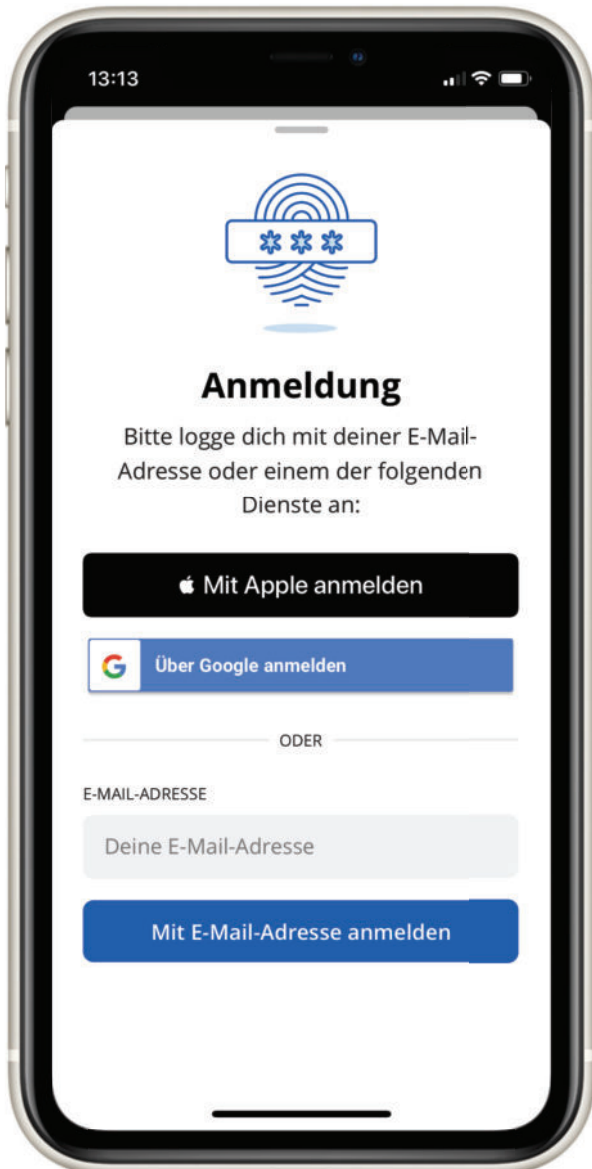 13:13
***
Anmeldung
Bitte logge dich mit deiner E-Mail-
Adresse oder einem der folgenden
Dienste an:
Mit Apple anmelden
G
Über Google anmelden
ODER
E-MAIL-ADRESSE
Deine E-Mail-Adresse
Mit E-Mail-Adresse anmelden